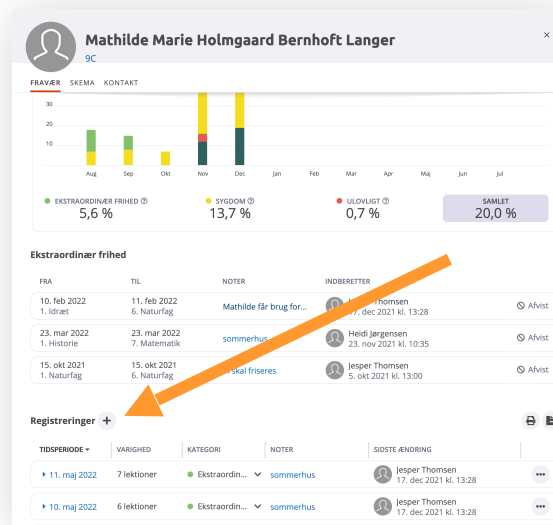 Mathilde Marie Holmgaard Bernhoft Langer
×
9C
FRAVÆR SKEMA KONTAKT
30
20
10
Aug Sep Okt Nov Dec Jan Feb Mar Apr Maj Jun Jul
EKSTRAORDINÆR FRIHED SYGDOM ULOVLIGT SAMLET
5,6 % 13,7 % 0,7 % 20,0 %
Ekstraordinær frihed
FRA TIL NOTER INDBERETTER
10. feb 2022 11. feb 2022 Mathilde får brug for... Thomsen Afvist
1. Idræt 6. Naturfag 17. dec 2021 kl. 13:28
23. mar 2022 23. mar 2022 sommerhus Heidi Jørgensen Afvist
1. Historie 7. Matematik 23. nov 2021 kl. 10:35
15. okt 2021 15. okt 2021 skal friseres Jesper Thomsen Afvist
1. Naturfag 6. Naturfag 5. okt 2021 kl. 13:00
Registreringer +
TIDSPERIODE VARIGHED KATEGORI NOTER SIDSTE ÆNDRING
11. maj 2022 7 lektioner Ekstraordin... sommerhus Jesper Thomsen
17. dec 2021 kl. 13:28
10. maj 2022 6 lektioner Ekstraordin... sommerhus Jesper Thomsen
17. dec 2021 kl. 13:28